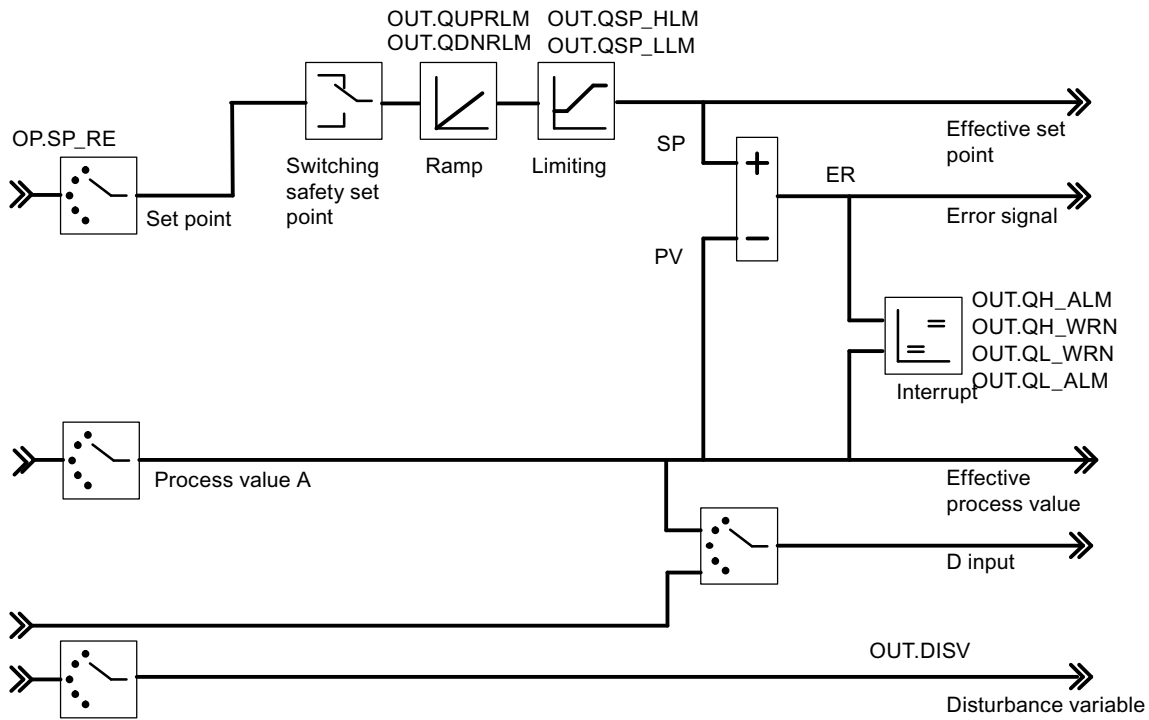 OUT.QUPRLM
OUT.QDNRLM
OUT.QSP_HLM
OUT.QSP_LLM
OP.SP_RE
Set point
Switching
safety set
point
Ramp
Limiting
SP
PV
ER
Effective set
point
Error signal
OUT.QH_ALM
OUT.QH_WRN
OUT.QL_WRN
OUT.QL_ALM
Interrupt
Process value A
Effective
process value
D input
OUT.DISV
Disturbance variable